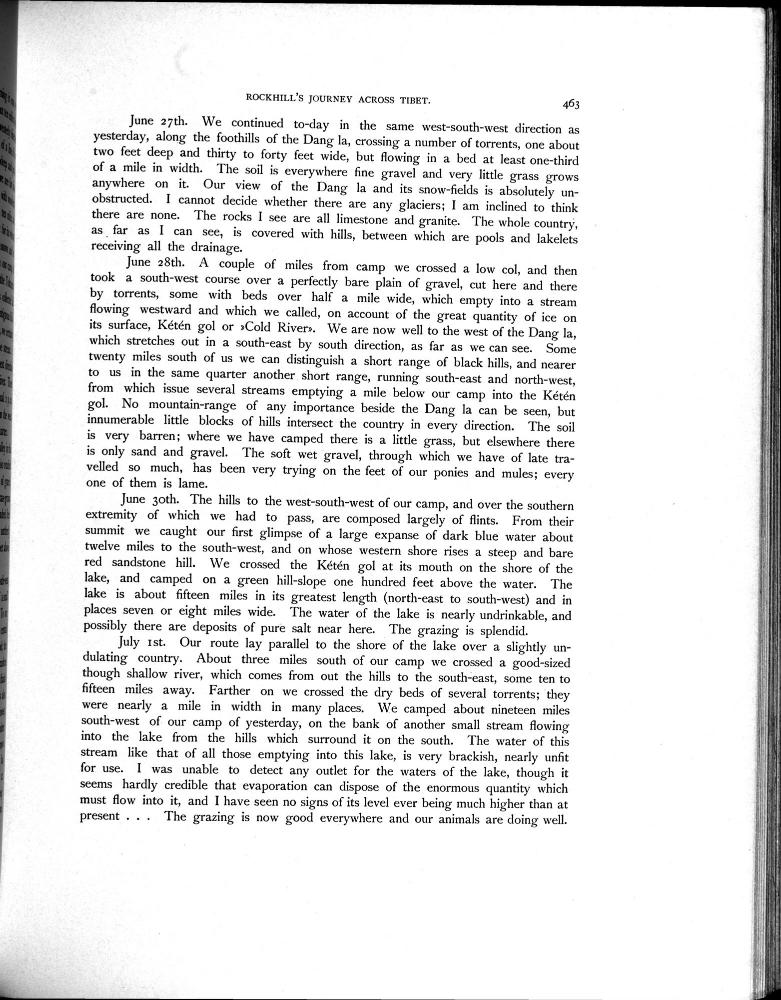 ROCKHILL'S JOURNEY ACROSS TIBET. 463
June 27th. We continued to-day in the same west-south-west direction as
yesterday, along the foothills of the Dang la, crossing a number of torrents, one about
two feet deep and thirty to forty feet wide, but flowing in a bed at least one-third
of a mile in width. The soil is everywhere fine gravel and very little grass grows
anywhere on it. Our view of the Dang la and its snow-fields is absolutely un-
obstructed. I cannot decide whether there are any glaciers; I am inclined to think
there are none. The rocks I see are all limestone and granite. The whole country,
as far as I can see, is covered with hills, between which are pools and lakelets
receiving all the drainage.
June 28th. A couple of miles from camp we crossed a low col, and then
took a south-west course over a perfectly bare plain of gravel, cut here and there
by torrents, some with beds over half a mile wide, which empty into a stream
flowing westward and which we called, on account of the great quantity of ice on
its surface, Kétén gol or »Cold River». We are now well to the west of the Dang la,
which stretches out in a south-east by south direction, as far as we can see. Some
twenty miles south of us we can distinguish a short range of black hills, and nearer
to us in the same quarter another short range, running south-east and north-west,
from which issue several streams emptying a mile below our camp into the Kétén
gol. No mountain-range of any importance beside the Dang la can be seen, but
innumerable little blocks of hills intersect the country in every direction. The soil
is very barren; where we have camped there is a little grass, but elsewhere there
is only sand and gravel. The soft wet gravel, through which we have of late tra-
velled so much, has been very trying on the feet of our ponies and mules; every
one of them is lame.
June 30th. The hills to the west-south-west of our camp, and over the southern
extremity of which we had to pass, are composed largely of flints. From their
summit we caught our first glimpse of a large expanse of dark blue water about
twelve miles to the south-west, and on whose western shore rises a steep and bare
red sandstone hill. We crossed the Kétén gol at its mouth on the shore of the
lake, and camped on a green hill-slope one hundred feet above the water. The
lake is about fifteen miles in its greatest length (north-east to south-west) and in
places seven or eight miles wide. The water of the lake is nearly undrinkable, and
possibly there are deposits of pure salt near here. The grazing is splendid.
July 1st. Our route lay parallel to the shore of the lake over a slightly un-
dulating country. About three miles south of our camp we crossed a good-sized
though shallow river, which comes from out the hills to the south-east, some ten to
fifteen miles away. Farther on we crossed the dry beds of several torrents; they
were nearly a mile in width in many places. We camped about nineteen miles
south-west of our camp of yesterday, on the bank of another small stream flowing
into the lake from the hills which surround it on the south. The water of this
stream like that of all those emptying into this lake, is very brackish, nearly unfit
for use. I was unable to detect any outlet for the waters of the lake, though it
seems hardly credible that evaporation can dispose of the enormous quantity which
must flow into it, and I have seen no signs of its level ever being much higher than at
present . . . The grazing is now good everywhere and our animals are doing well.